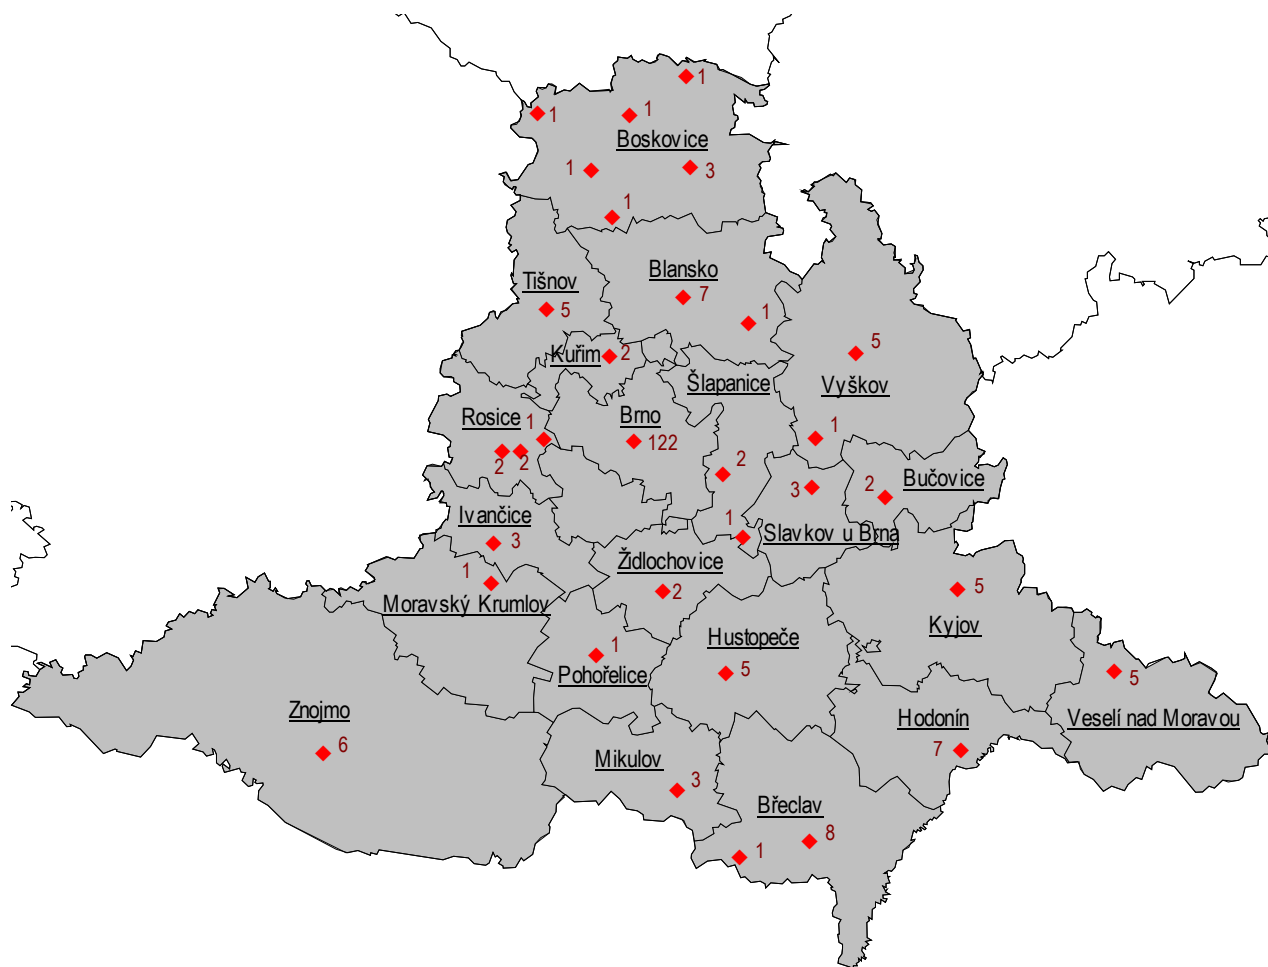 1
1
1
Boskovice
1
3
1
Blansko
Tišnov
7
5
1
Kuřim
2
5
Šlapanice
Vyškov
Rosice
1
Brno
122
1
2
2
2
Bučovice
3
2
Ivančice
3
1
Slavkov u Brna
Židlochovice
1
2
5
Moravský Krumlov
Kyjov
1
Hustopeče
Pohořelice
5
5
Znojmo
Hodonín
Veselí nad Moravou
6
7
Mikulov
3
Břeclav
8
1